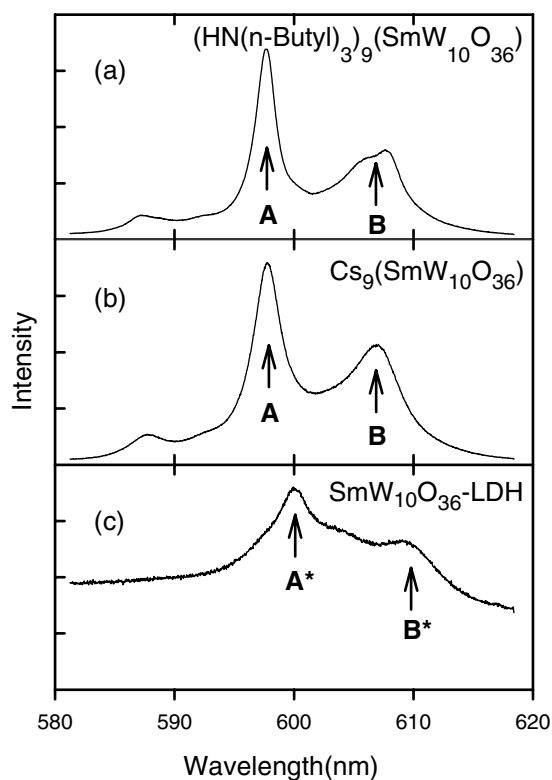 (HN(n-Butyl)₃)₉(SmW₁₀O₃₆)
(a)
A
B
Cs₉(SmW₁₀O₃₆)
(b)
A
B
SmW₁₀O₃₆-LDH
(c)
A*
B*
Intensity
580 590 600 610 620
Wavelength(nm)